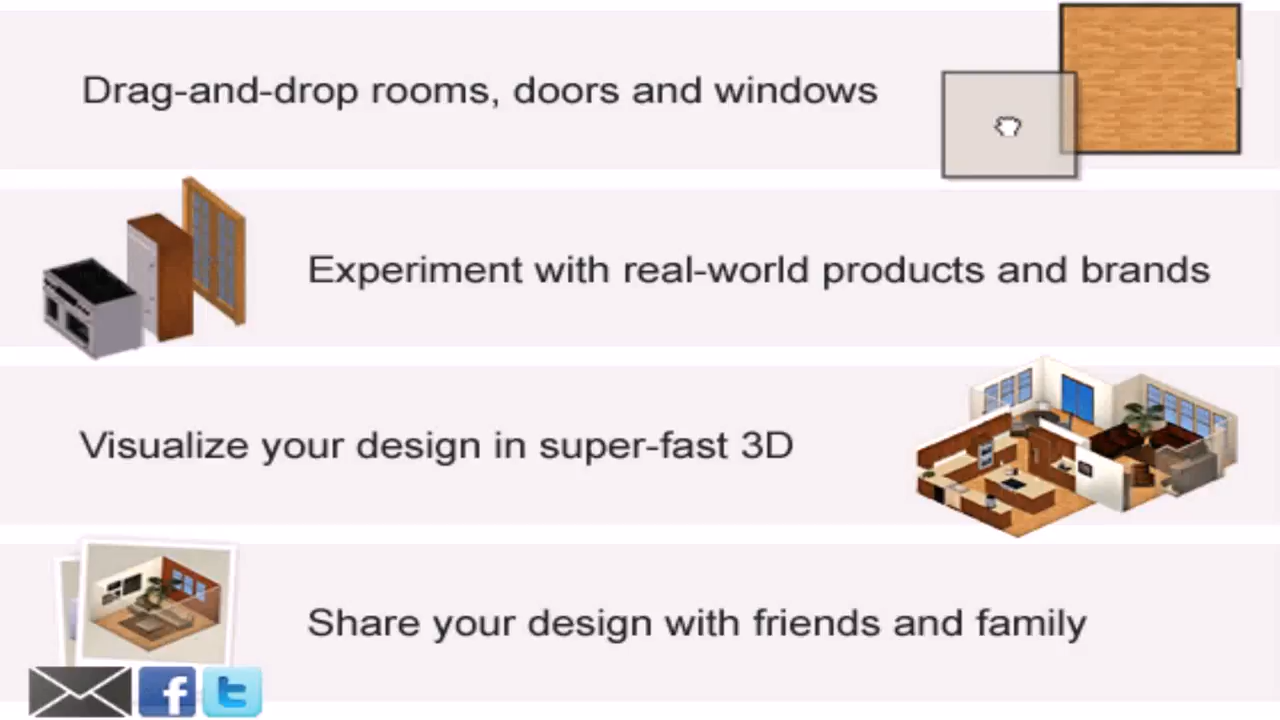 Drag-and-drop rooms, doors and windows
Experiment with real-world products and brands
Visualize your design in super-fast 3D
Share your design with friends and family